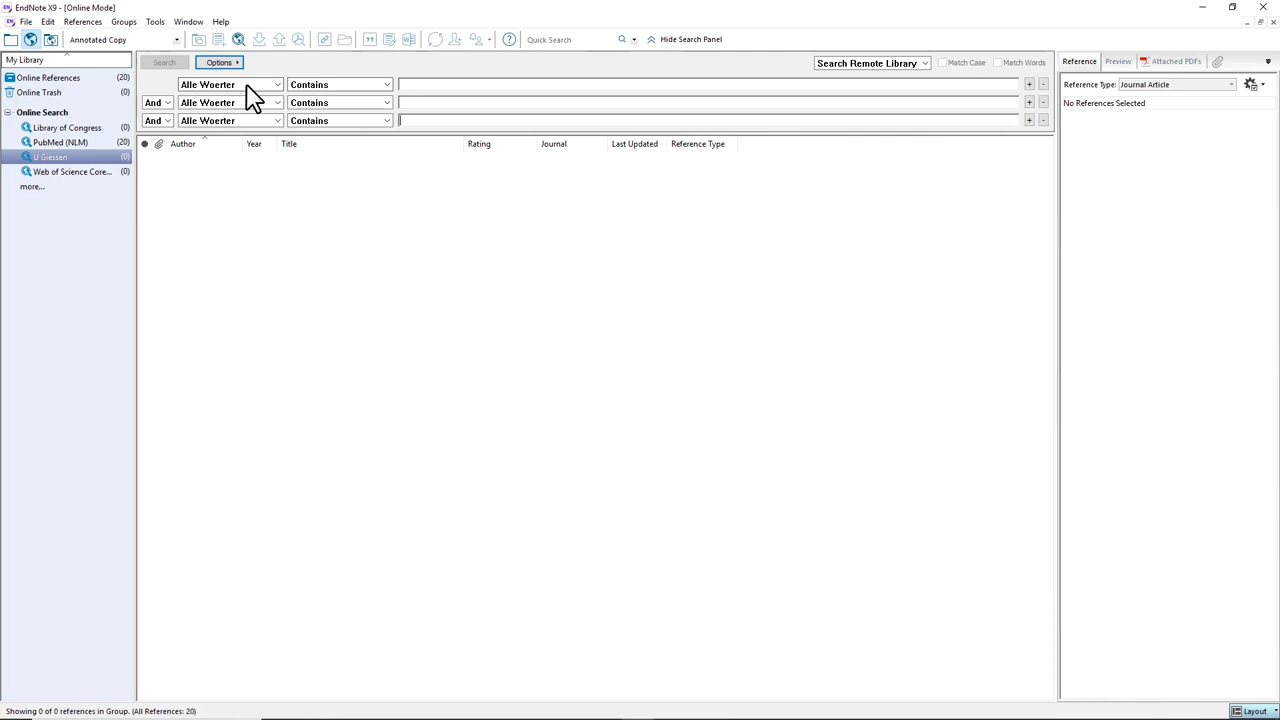 EndNote X9 - [Online Mode]
File Edit References Groups Tools Window Help
Annotated Copy Quick Search Hide Search Panel
My Library
Online References (20)
Online Trash (0)
Online Search
Library of Congress (0)
PubMed (NLM) (20)
U Giessen (0)
Web of Science Core... (0)
more...
Search Options Search Remote Library Match Case Match Words
Alle Woerter Contains + -
And Alle Woerter Contains + -
And Alle Woerter Contains + -
Author Year Title Rating Journal Last Updated Reference Type
Reference Preview Attached PDFs
Reference Type: Journal Article
No References Selected
Showing 0 of 0 references in Group. (All References: 20)
Layout